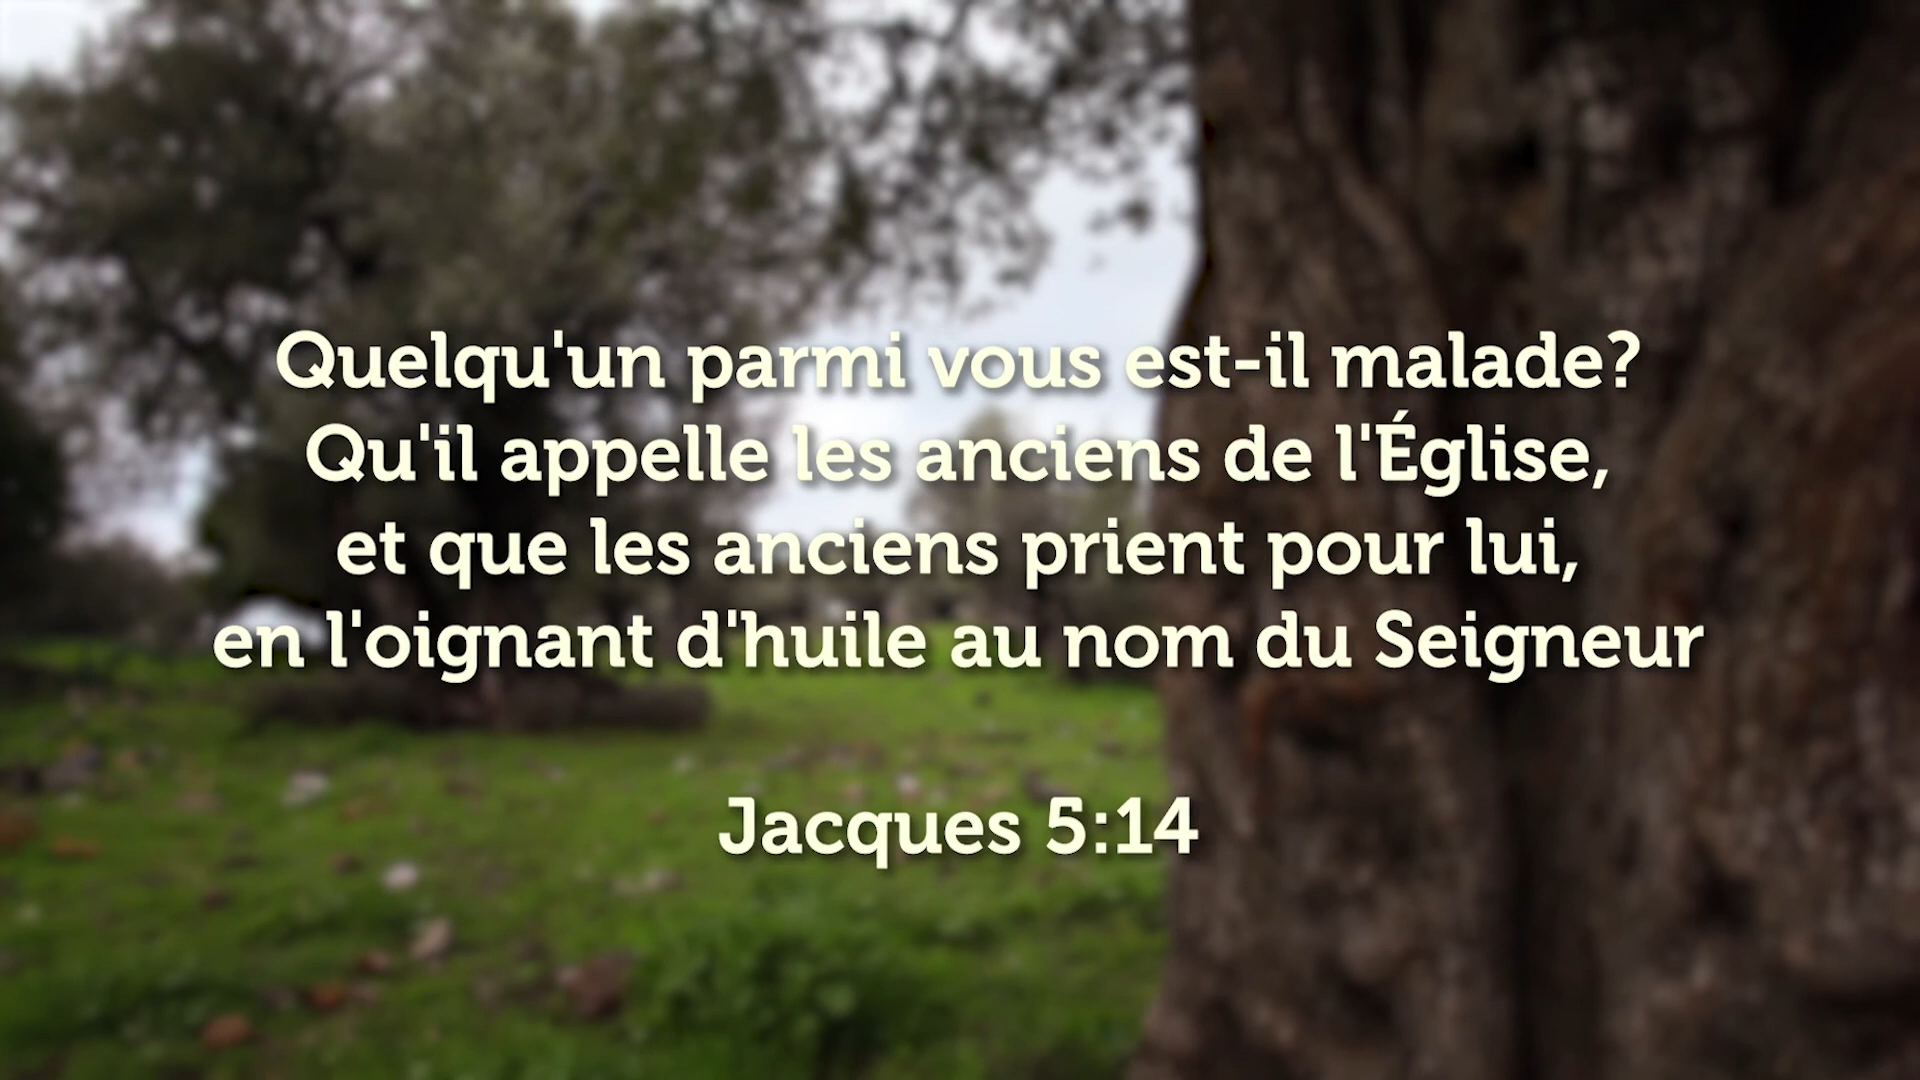 Quelqu'un parmi vous est-il malade?
Qu'il appelle les anciens de l'Église,
et que les anciens prient pour lui,
en l'oignant d'huile au nom du Seigneur
Jacques 5:14